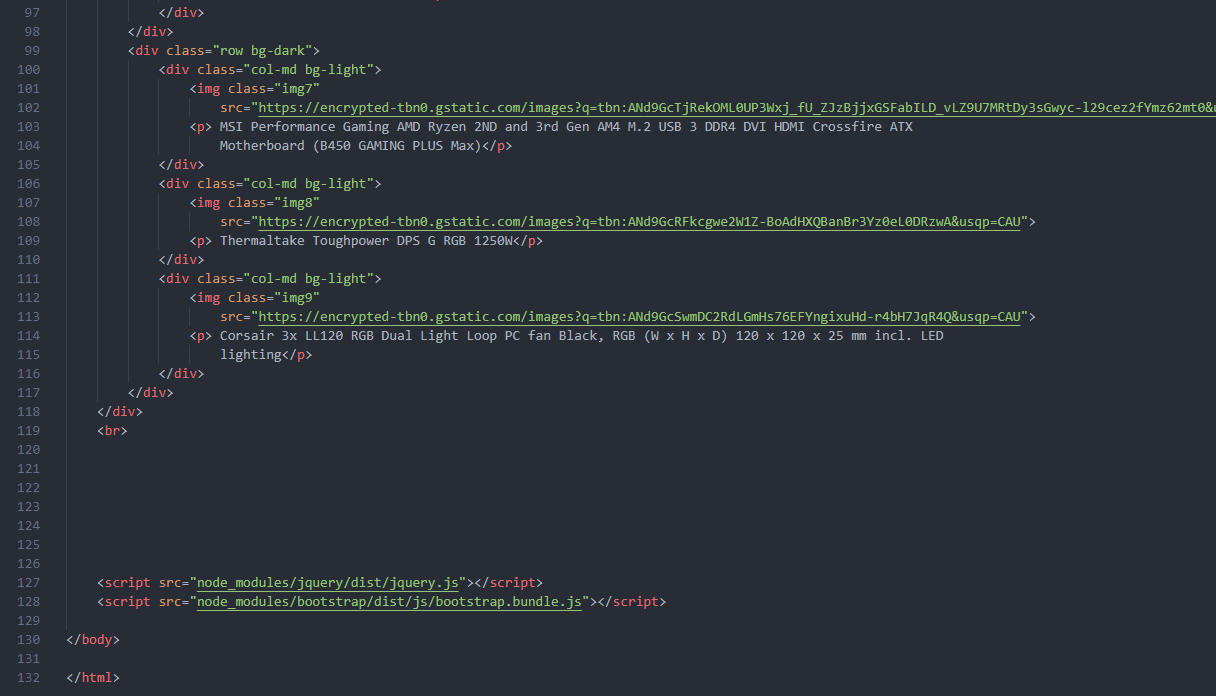 97 </div>
98 </div>
99 <div class="row bg-dark">
100 <div class="col-md bg-light">
101 <img class="img7"
102 src="https://encrypted-tbn0.gstatic.com/images?q=tbn:ANd9GcTjRekOML0UP3Wxj_fU_ZJzBjjxGSFabILD_vLZ9U7MRtDy3sGwyc-l29cez2fYmz62mt0&u
103 <p> MSI Performance Gaming AMD Ryzen 2ND and 3rd Gen AM4 M.2 USB 3 DDR4 DVI HDMI Crossfire ATX
104 Motherboard (B450 GAMING PLUS Max)</p>
105 </div>
106 <div class="col-md bg-light">
107 <img class="img8"
108 src="https://encrypted-tbn0.gstatic.com/images?q=tbn:ANd9GcRFkcgwe2W1Z-BoAdHXQBanBr3Yz0eL0DRzwA&usqp=CAU">
109 <p> Thermaltake Toughpower DPS G RGB 1250W</p>
110 </div>
111 <div class="col-md bg-light">
112 <img class="img9"
113 src="https://encrypted-tbn0.gstatic.com/images?q=tbn:ANd9GcSwmDC2RdLGmHs76EFYngixuHd-r4bH7JqR4Q&usqp=CAU">
114 <p> Corsair 3x LL120 RGB Dual Light Loop PC fan Black, RGB (W x H x D) 120 x 120 x 25 mm incl. LED
115 lighting</p>
116 </div>
117 </div>
118 </div>
119 <br>
120
121
122
123
124
125
126
127 <script src="node_modules/jquery/dist/jquery.js"></script>
128 <script src="node_modules/bootstrap/dist/js/bootstrap.bundle.js"></script>
129
130 </body>
131
132 </html>